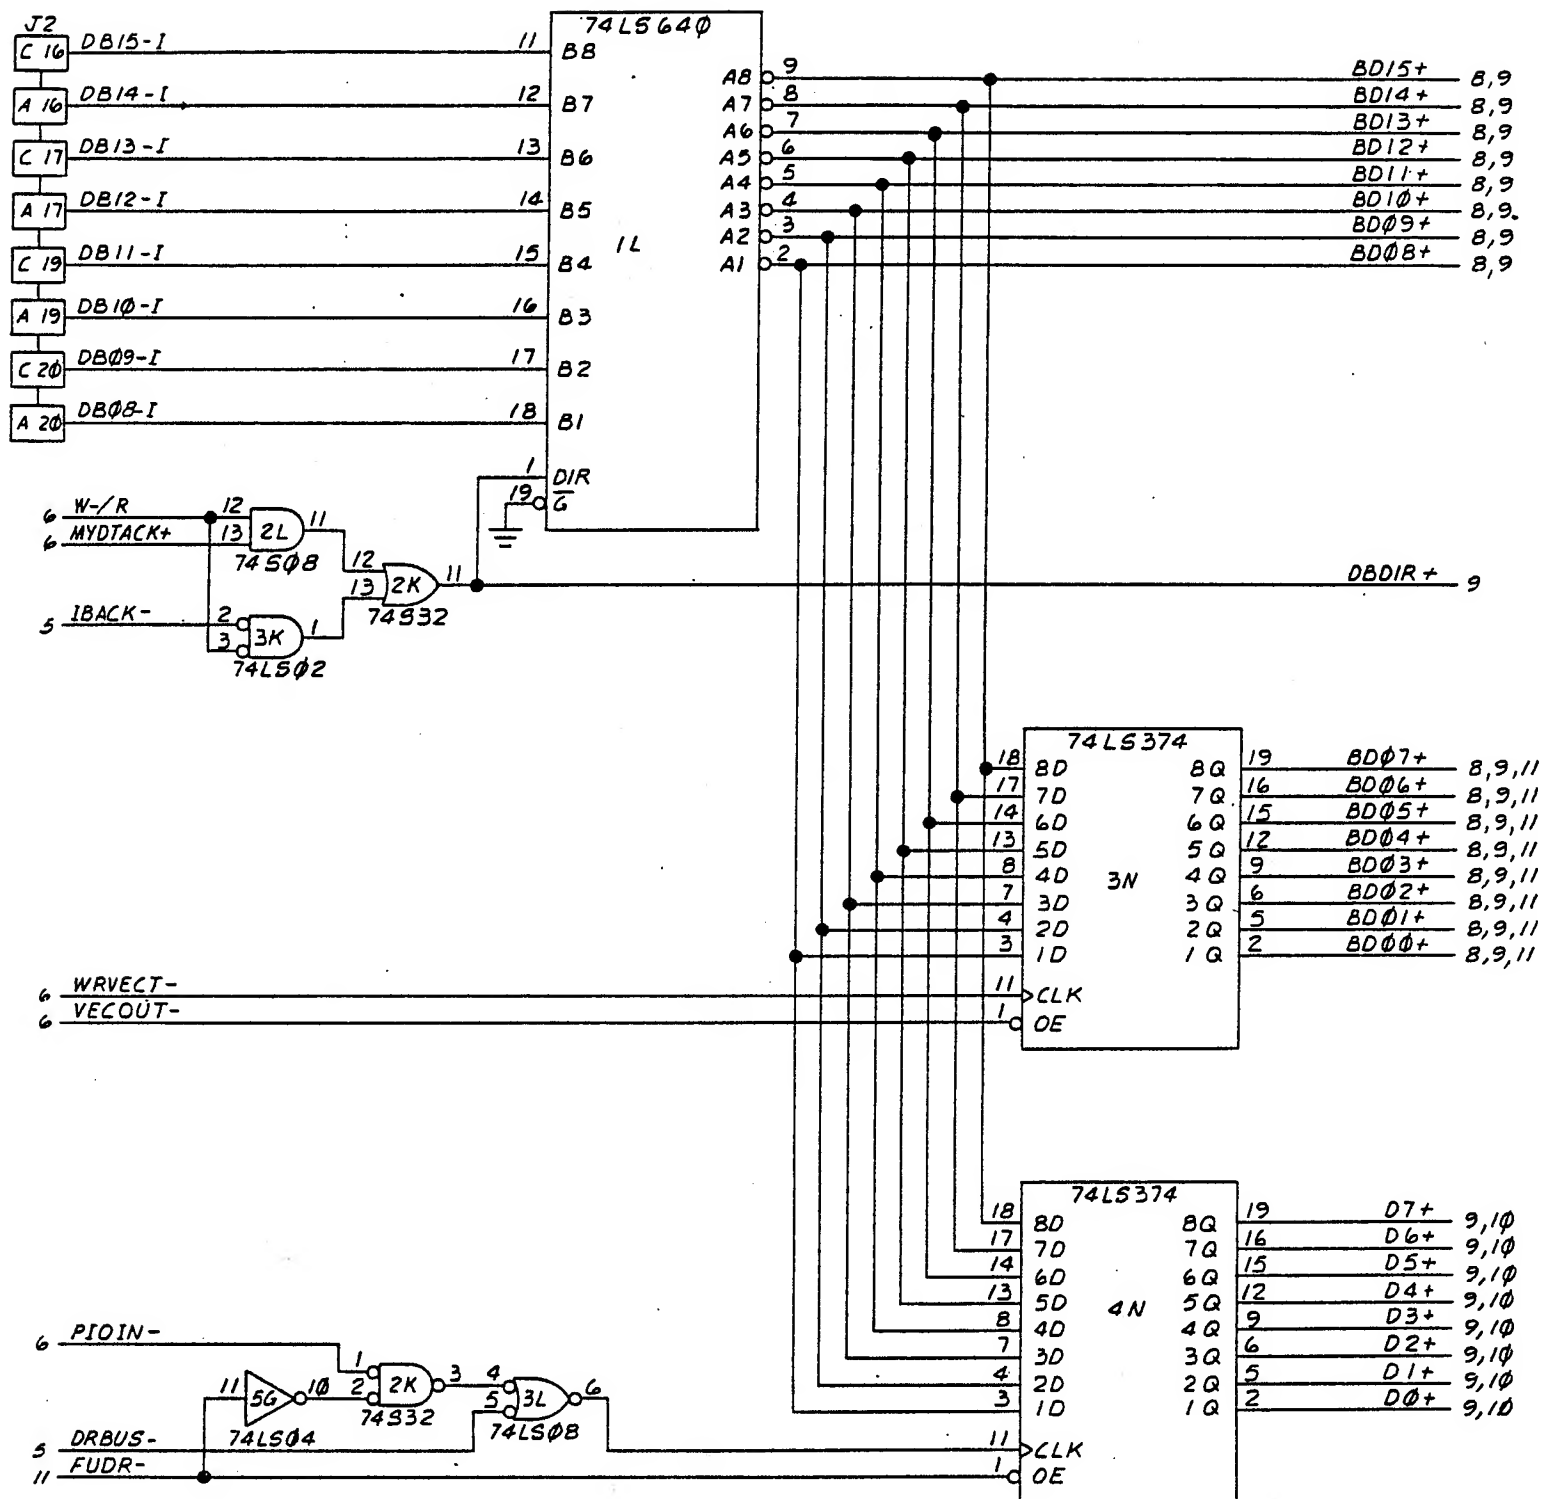 J2
74LS64Ø
C 16 DB15-I 11 B8
A8 9 BD15+ 8,9
A 16 DB14-I 12 B7
A7 8 BD14+ 8,9
A6 7 BD13+ 8,9
C 17 DB13-I 13 B6
A5 6 BD12+ 8,9
A4 5 BD11+ 8,9
A 17 DB12-I 14 B5
A3 4 BD1Ø+ 8,9
1L
A2 3 BDØ9+ 8,9
C 19 DB11-I 15 B4
A1 2 BDØ8+ 8,9
A 19 DB1Ø-I 16 B3
C 2Ø DBØ9-I 17 B2
A 2Ø DBØ8-I 18 B1
1 DIR
19 G̅
6 W-/R 12
6 MYDTACK+ 13 2L 11
74SØ8
12
13 2K 11
74S32
DBDIR+ 9
5 IBACK- 2
3 3K 1
74LSØ2
74LS374
18 8D 8Q 19 BDØ7+ 8,9,11
17 7D 7Q 16 BDØ6+ 8,9,11
14 6D 6Q 15 BDØ5+ 8,9,11
13 5D 5Q 12 BDØ4+ 8,9,11
8 4D 3N 4Q 9 BDØ3+ 8,9,11
7 3D 3Q 6 BDØ2+ 8,9,11
4 2D 2Q 5 BDØ1+ 8,9,11
3 1D 1Q 2 BDØØ+ 8,9,11
6 WRVECT- 11 CLK
6 VECOUT- 1 OE
74LS374
18 8D 8Q 19 D7+ 9,1Ø
17 7D 7Q 16 D6+ 9,1Ø
14 6D 6Q 15 D5+ 9,1Ø
13 5D 4N 5Q 12 D4+ 9,1Ø
8 4D 4Q 9 D3+ 9,1Ø
7 3D 3Q 6 D2+ 9,1Ø
4 2D 2Q 5 D1+ 9,1Ø
3 1D 1Q 2 DØ+ 9,1Ø
6 PIOIN-
1
11 5G 1Ø 2 2K 3 4
5 3L 6
74LSØ4 74S32 74LSØ8
5 DRBUS- 11 CLK
11 FUDR- 1 OE